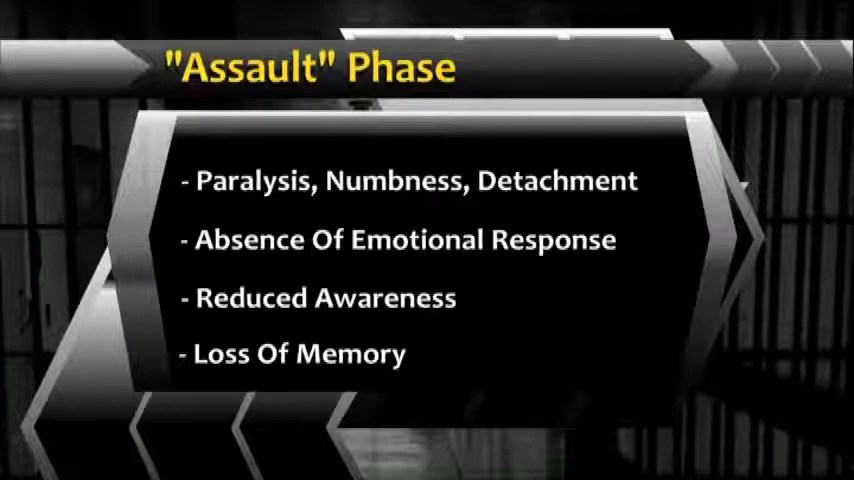 "Assault" Phase
- Paralysis, Numbness, Detachment
- Absence Of Emotional Response
- Reduced Awareness
- Loss Of Memory